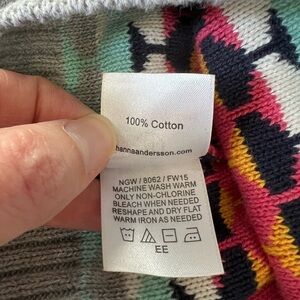 100% Cotton
hannaandersson.com
NGW / 8062 / FW15
MACHINE WASH WARM
ONLY NON-CHLORINE
BLEACH WHEN NEEDED
RESHAPE AND DRY FLAT
WARM IRON AS NEEDED
EE